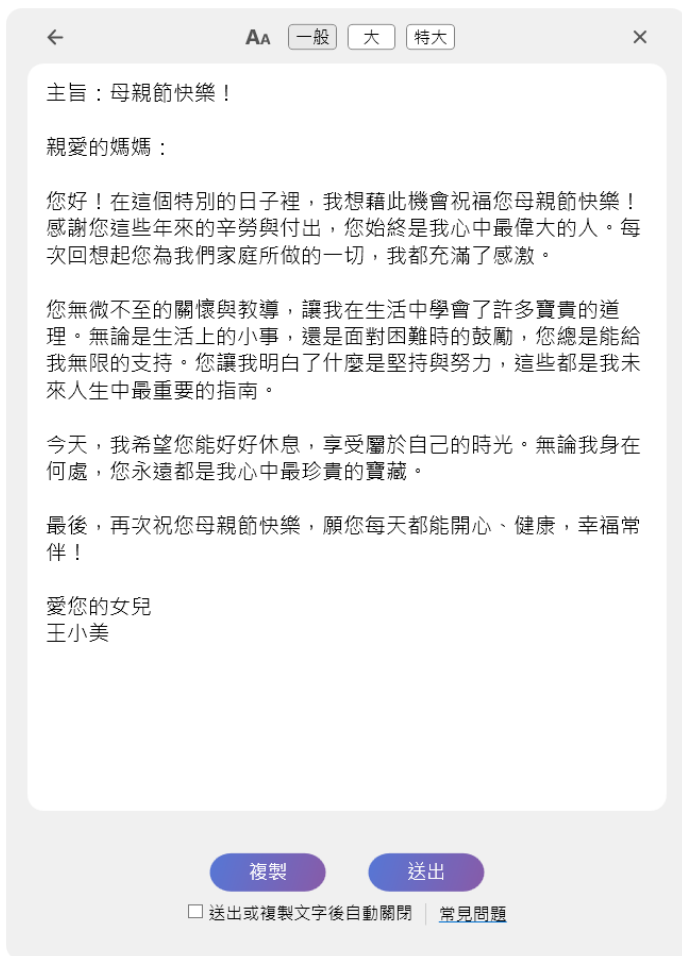 AA 一般 大 特大
主旨：母親節快樂！
親愛的媽媽：
您好！在這個特別的日子裡，我想藉此機會祝福您母親節快樂！
感謝您這些年來的辛勞與付出，您始終是我心中最偉大的人。每
次回想起您為我們家庭所做的一切，我都充滿了感激。
您無微不至的關懷與教導，讓我在生活中學會了許多寶貴的道
理。無論是生活上的小事，還是面對困難時的鼓勵，您總是能給
我無限的支持。您讓我明白了什麼是堅持與努力，這些都是我未
來人生中最重要的指南。
今天，我希望您能好好休息，享受屬於自己的時光。無論我身在
何處，您永遠都是我心中最珍貴的寶藏。
最後，再次祝您母親節快樂，願您每天都能開心、健康，幸福常
伴！
愛您的女兒
王小美
複製 送出
送出或複製文字後自動關閉 常見問題